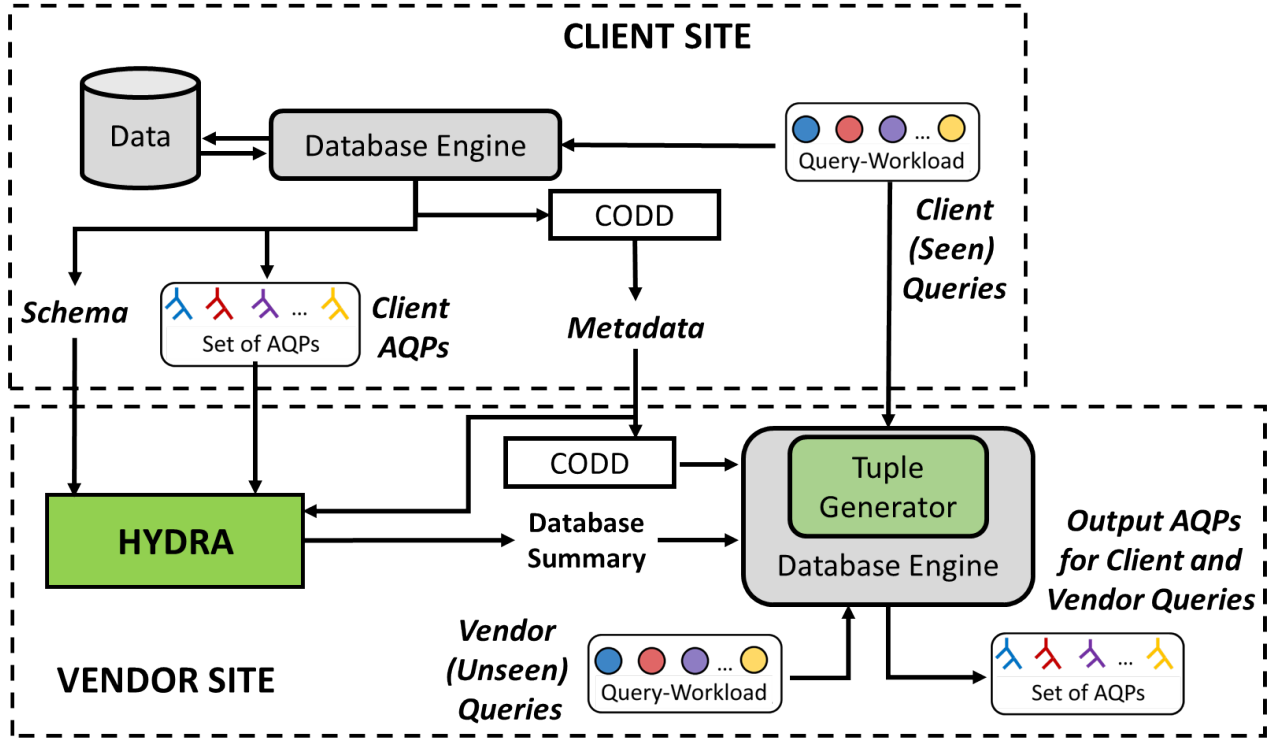 CLIENT SITE
Data
Database Engine
...
Query-Workload
CODD
Client
(Seen)
Queries
Schema
...
Set of AQPs
Client
AQPs
Metadata
CODD
Tuple
Generator
Database Engine
HYDRA
Database
Summary
Output AQPs
for Client and
Vendor Queries
Vendor
(Unseen)
Queries
...
Query-Workload
...
Set of AQPs
VENDOR SITE